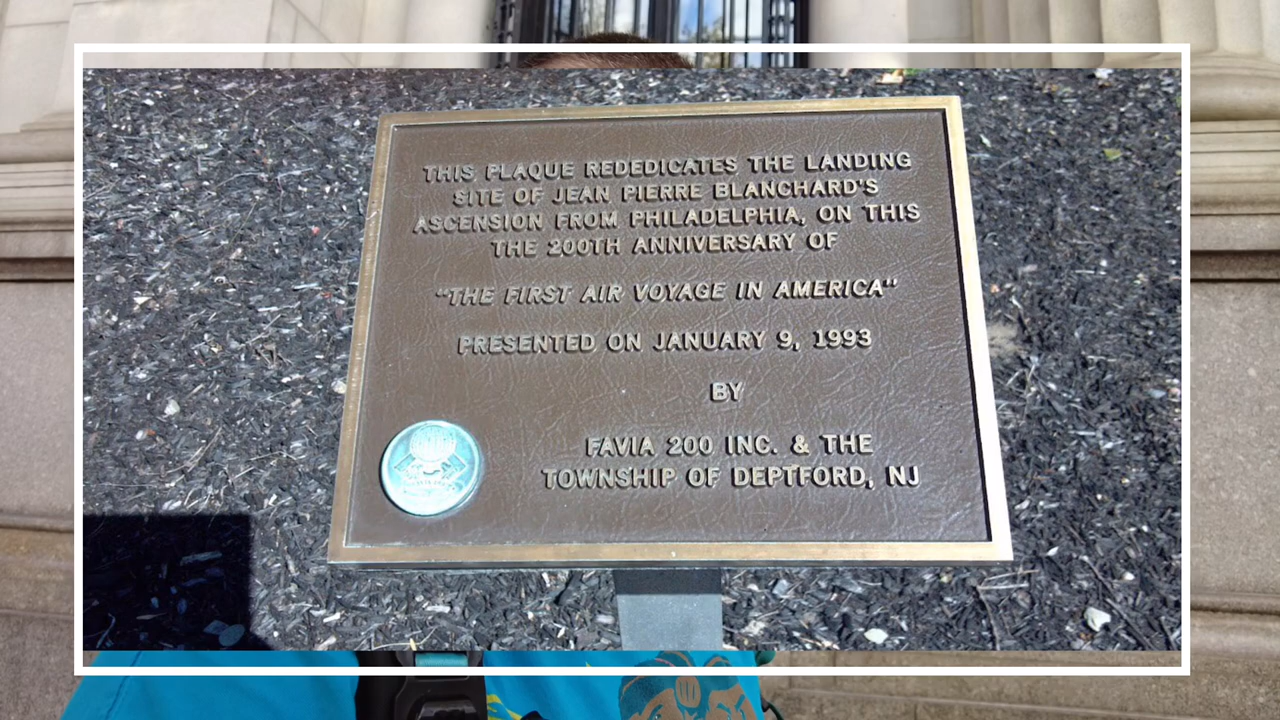 THIS PLAQUE REDEDICATES THE LANDING
SITE OF JEAN PIERRE BLANCHARD'S
ASCENSION FROM PHILADELPHIA, ON THIS
THE 200TH ANNIVERSARY OF
"THE FIRST AIR VOYAGE IN AMERICA"
PRESENTED ON JANUARY 9, 1993
BY
FAVIA 200 INC. & THE
TOWNSHIP OF DEPTFORD, NJ